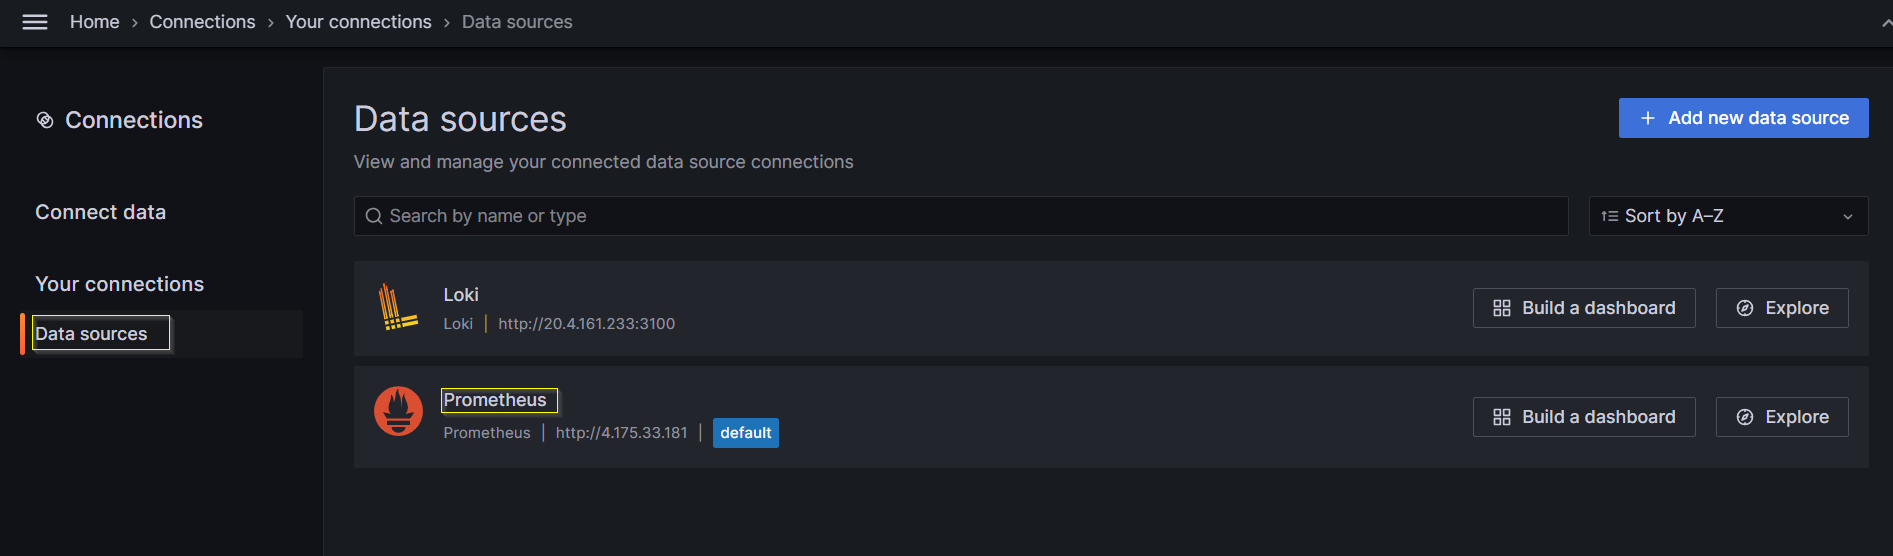 Home › Connections › Your connections › Data sources
Connections
Connect data
Your connections
Data sources
Data sources
View and manage your connected data source connections
Add new data source
Search by name or type
Sort by A–Z
Loki
Loki | http://20.4.161.233:3100
Build a dashboard
Explore
Prometheus
Prometheus | http://4.175.33.181 | default
Build a dashboard
Explore